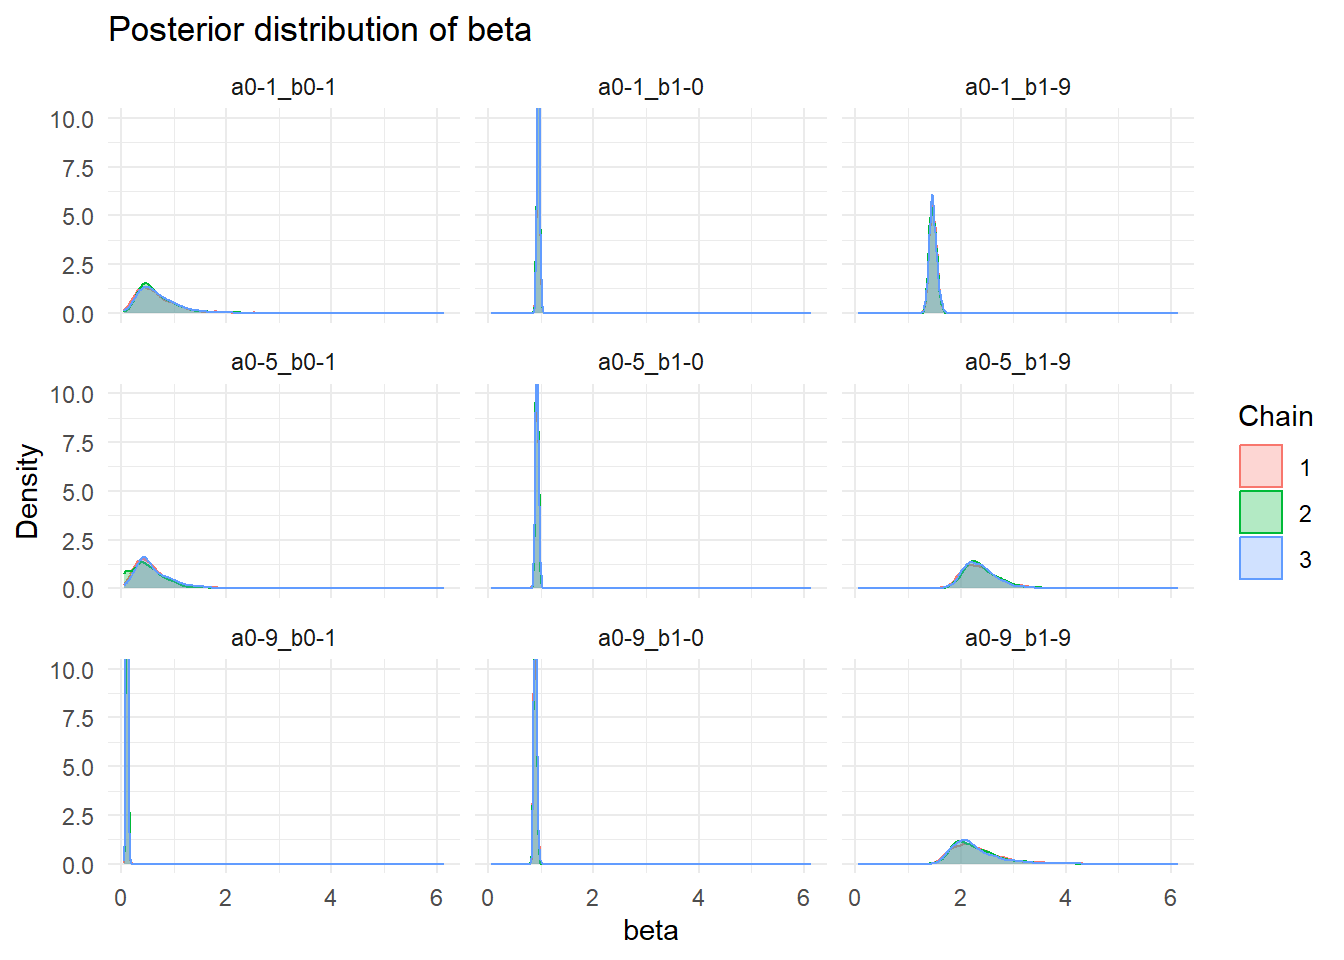 Posterior distribution of beta
a0-1_b0-1 a0-1_b1-0 a0-1_b1-9
10.0
7.5
5.0
2.5
0.0
a0-5_b0-1 a0-5_b1-0 a0-5_b1-9
10.0
7.5
5.0
2.5
0.0
a0-9_b0-1 a0-9_b1-0 a0-9_b1-9
10.0
7.5
5.0
2.5
0.0
0 2 4 6 0 2 4 6 0 2 4 6
beta
Density
Chain
1
2
3